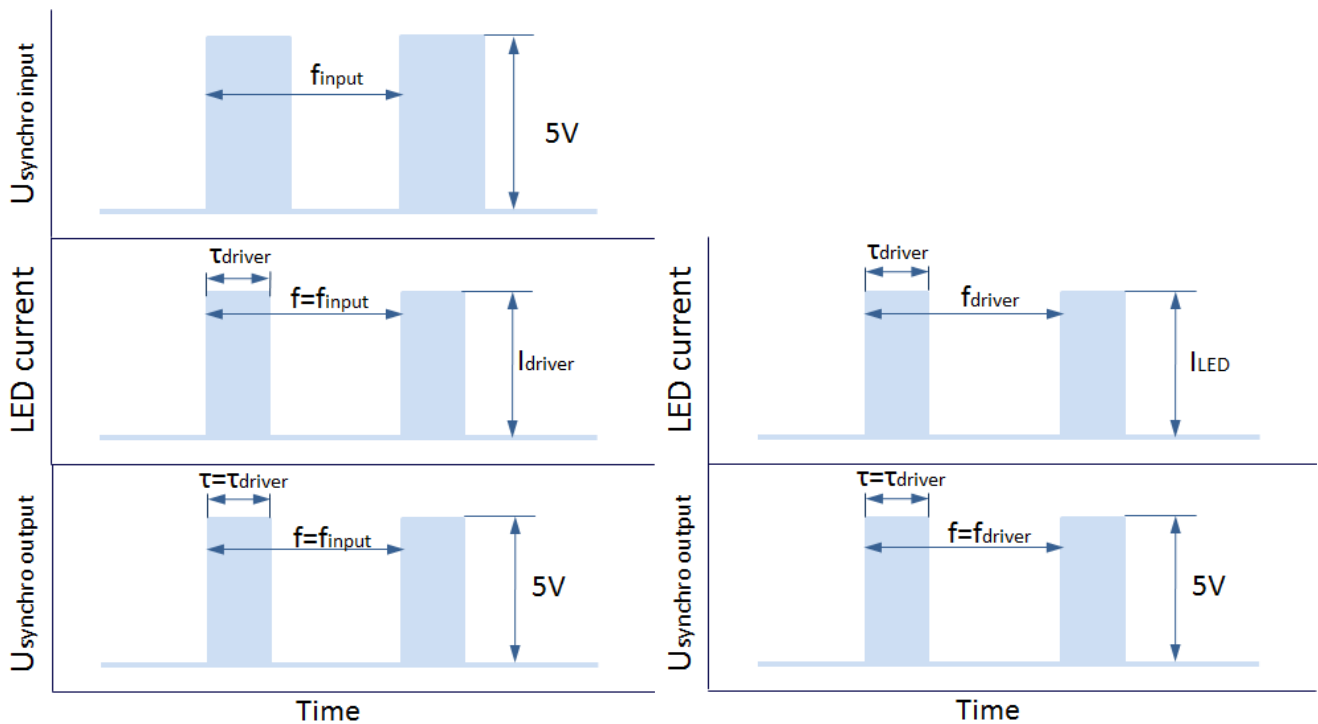 Usynchro input
finput
5V
LED current
τdriver
f=finput
Idriver
Usynchro output
τ=τdriver
f=finput
5V
Time
LED current
τdriver
fdriver
ILED
Usynchro output
τ=τdriver
f=fdriver
5V
Time